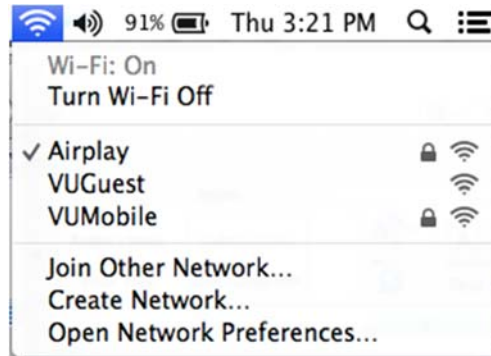 91% Thu 3:21 PM
Wi-Fi: On
Turn Wi-Fi Off
Airplay
VUGuest
VUMobile
Join Other Network...
Create Network...
Open Network Preferences...